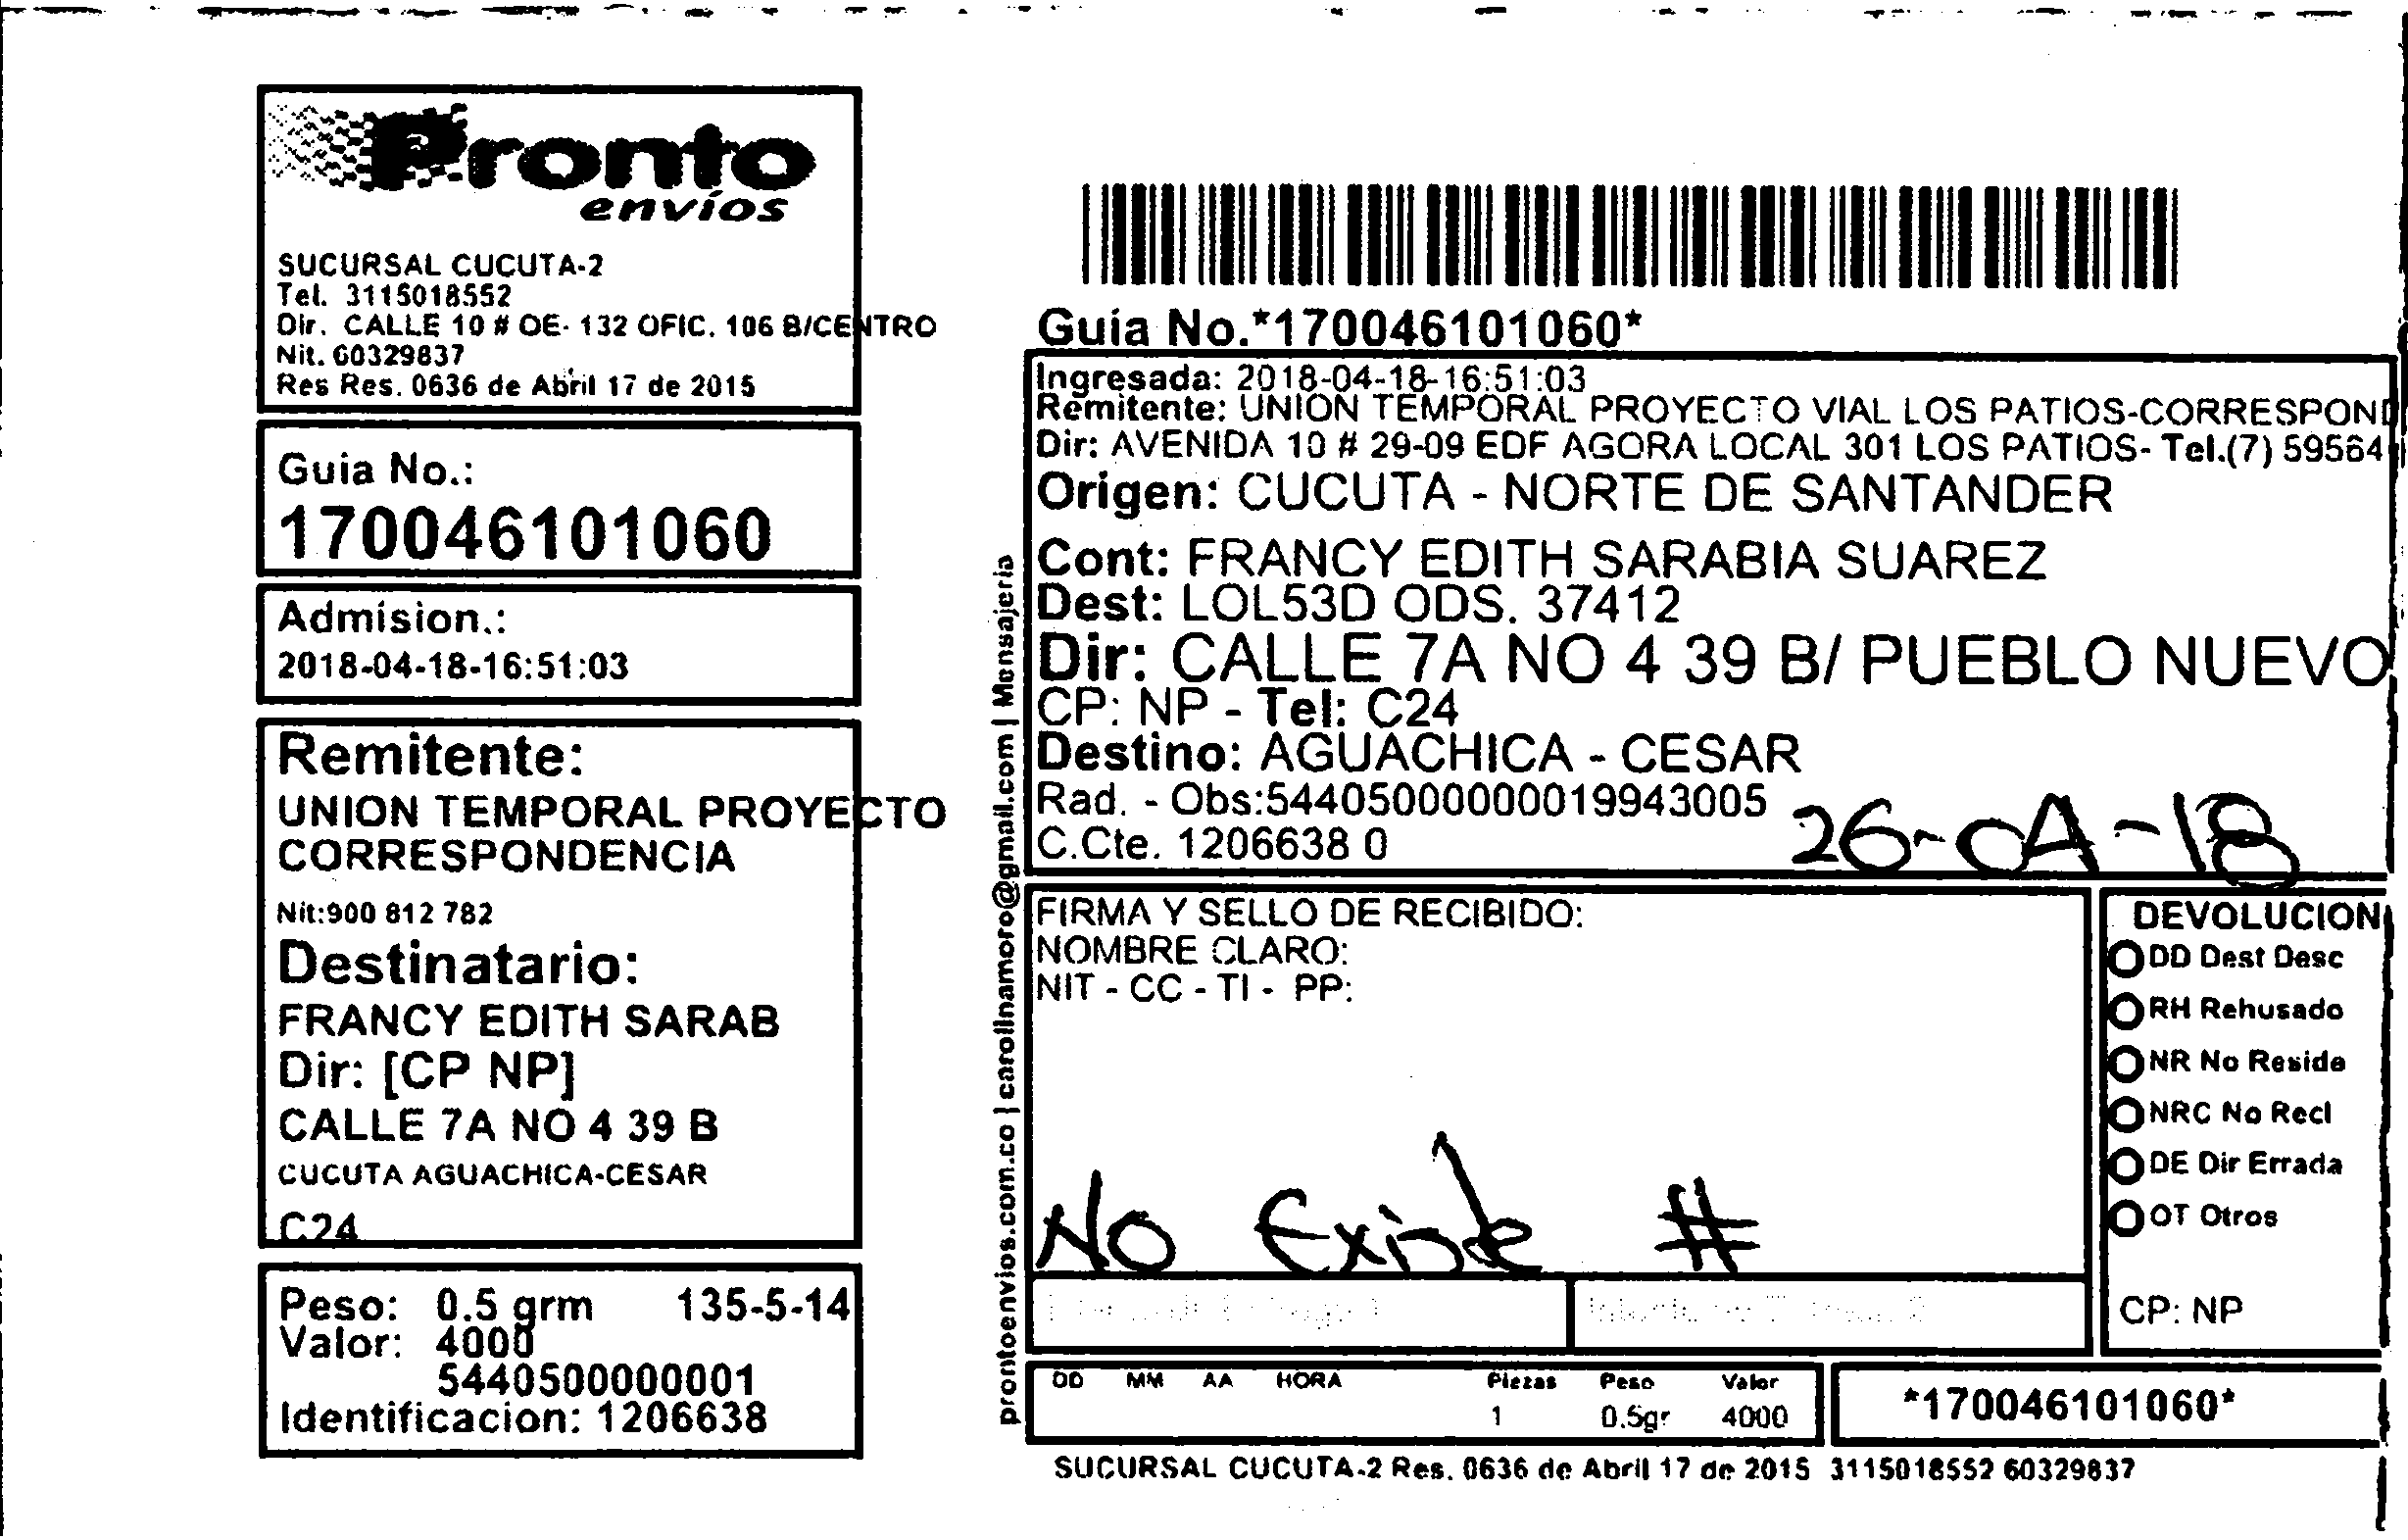 Pronto
envíos
SUCURSAL CUCUTA-2
Tel. 3115018552
Dir. CALLE 10 # OE- 132 OFIC. 106 B/CENTRO
Nit. 60329837
Res Res. 0636 de Abril 17 de 2015
Guia No.:
170046101060
Admision.:
2018-04-18-16:51:03
Remitente:
UNION TEMPORAL PROYECTO
CORRESPONDENCIA
Nit:900 812 782
Destinatario:
FRANCY EDITH SARAB
Dir: [CP NP]
CALLE 7A NO 4 39 B
CUCUTA AGUACHICA-CESAR
C24
Peso: 0.5 grm 135-5-14
Valor: 4000
5440500000001
Identificacion: 1206638
prontoenvios.com.co | carolinamoro@gmail.com | Mensajeria
Guia No.*170046101060*
Ingresada: 2018-04-18-16:51:03
Remitente: UNION TEMPORAL PROYECTO VIAL LOS PATIOS-CORRESPOND
Dir: AVENIDA 10 # 29-09 EDF AGORA LOCAL 301 LOS PATIOS- Tel.(7) 59564
Origen: CUCUTA - NORTE DE SANTANDER
Cont: FRANCY EDITH SARABIA SUAREZ
Dest: LOL53D ODS. 37412
Dir: CALLE 7A NO 4 39 B/ PUEBLO NUEVO
CP: NP - Tel: C24
Destino: AGUACHICA - CESAR
Rad. - Obs:544050000000019943005
C.Cte. 1206638 0
26-04-18
FIRMA Y SELLO DE RECIBIDO:
NOMBRE CLARO:
NIT - CC - TI - PP:
No Existe #
DEVOLUCION
DD Dest Desc
RH Rehusado
NR No Reside
NRC No Recl
DE Dir Errada
OT Otros
CP: NP
DD MM AA HORA Piezas Peso Valor
1 0.5gr 4000
*170046101060*
SUCURSAL CUCUTA-2 Res. 0636 de Abril 17 de 2015 3115018552 60329837